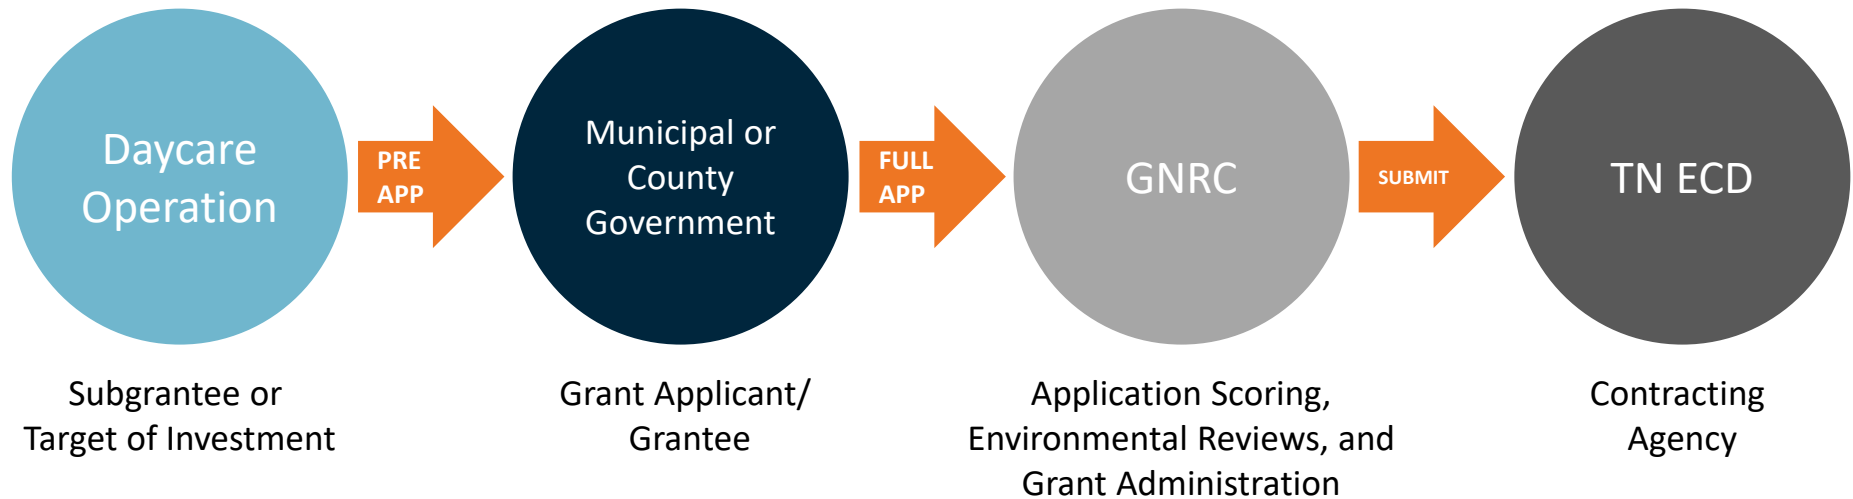 Daycare
Operation
PRE
APP
Municipal or
County
Government
FULL
APP
GNRC
SUBMIT
TN ECD
Subgrantee or
Target of Investment
Grant Applicant/
Grantee
Application Scoring,
Environmental Reviews, and
Grant Administration
Contracting
Agency